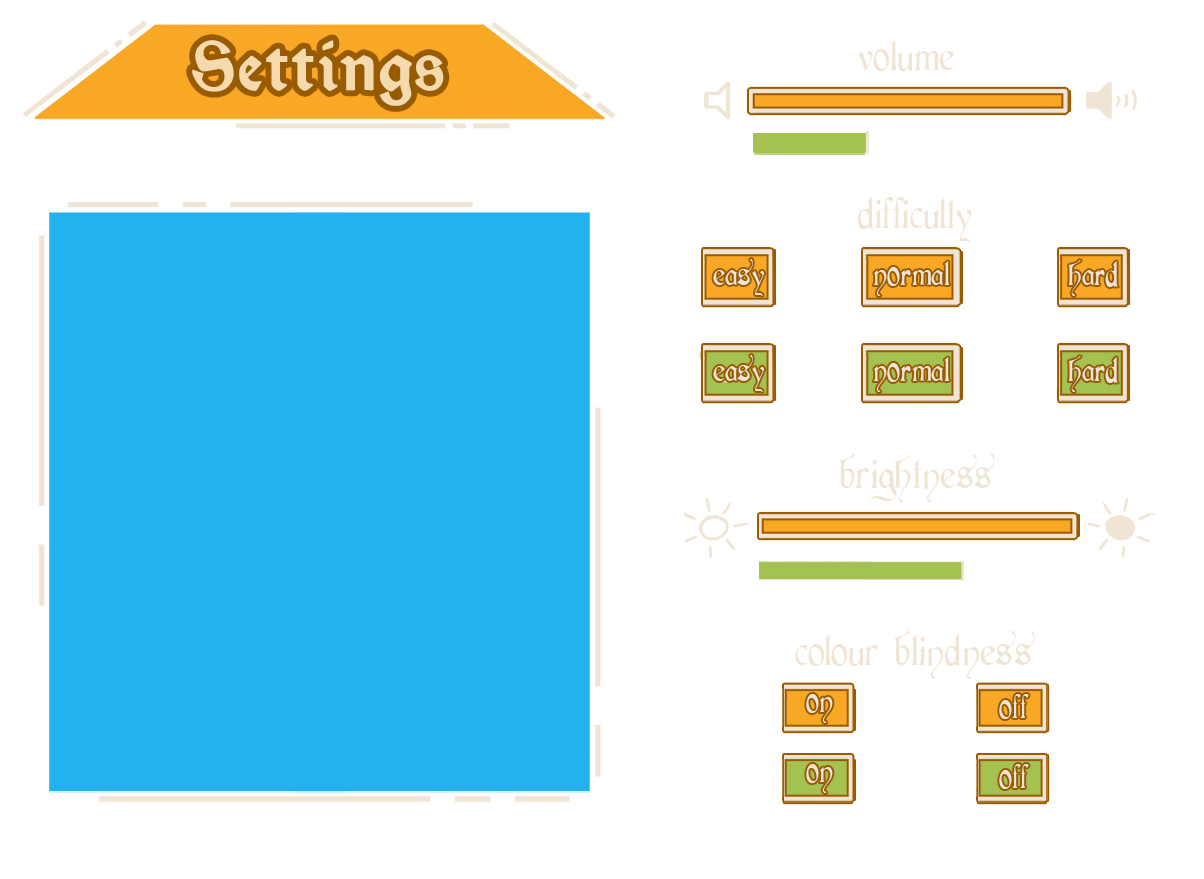 Settings
volume
difficulty
easy normal hard
easy normal hard
brightness
colour blindness
on off
on off